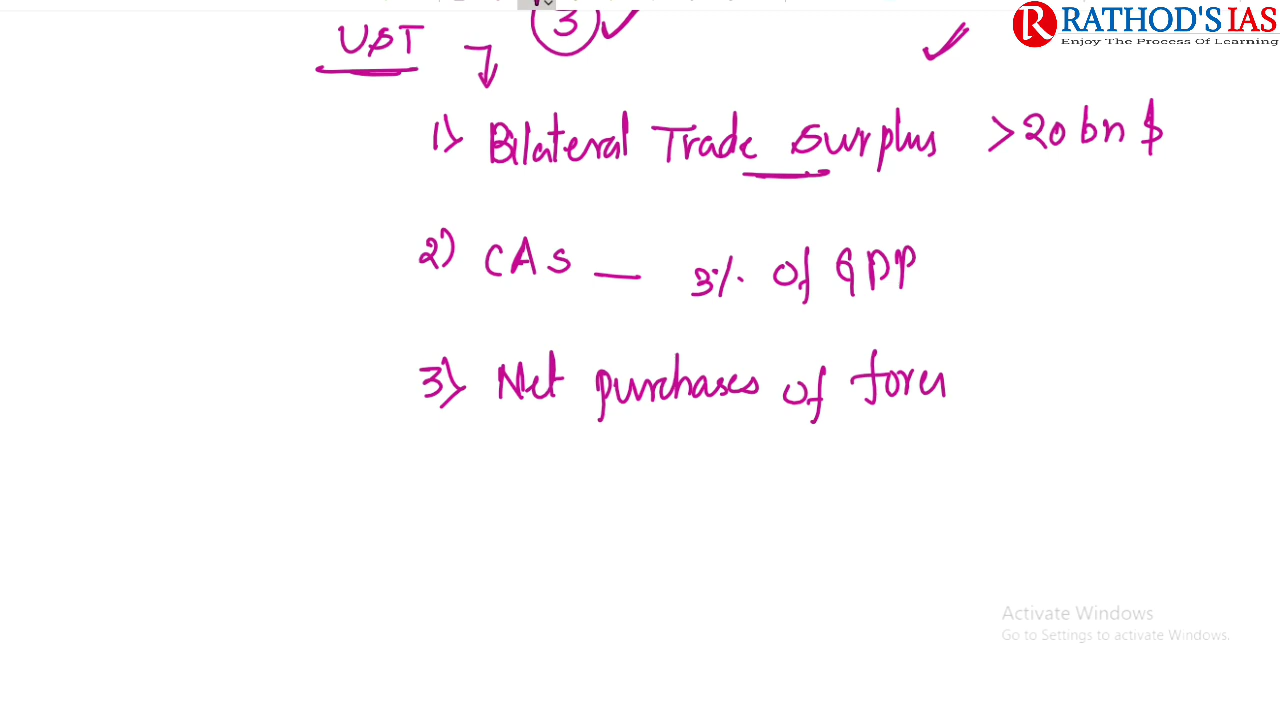 RATHOD'S IAS
Enjoy The Process Of Learning
UST
3
1) Bilateral Trade Surplus > 20 bn $
2) CAS — 3% of GDP
3) Net purchases of fore
Activate Windows
Go to Settings to activate Windows.